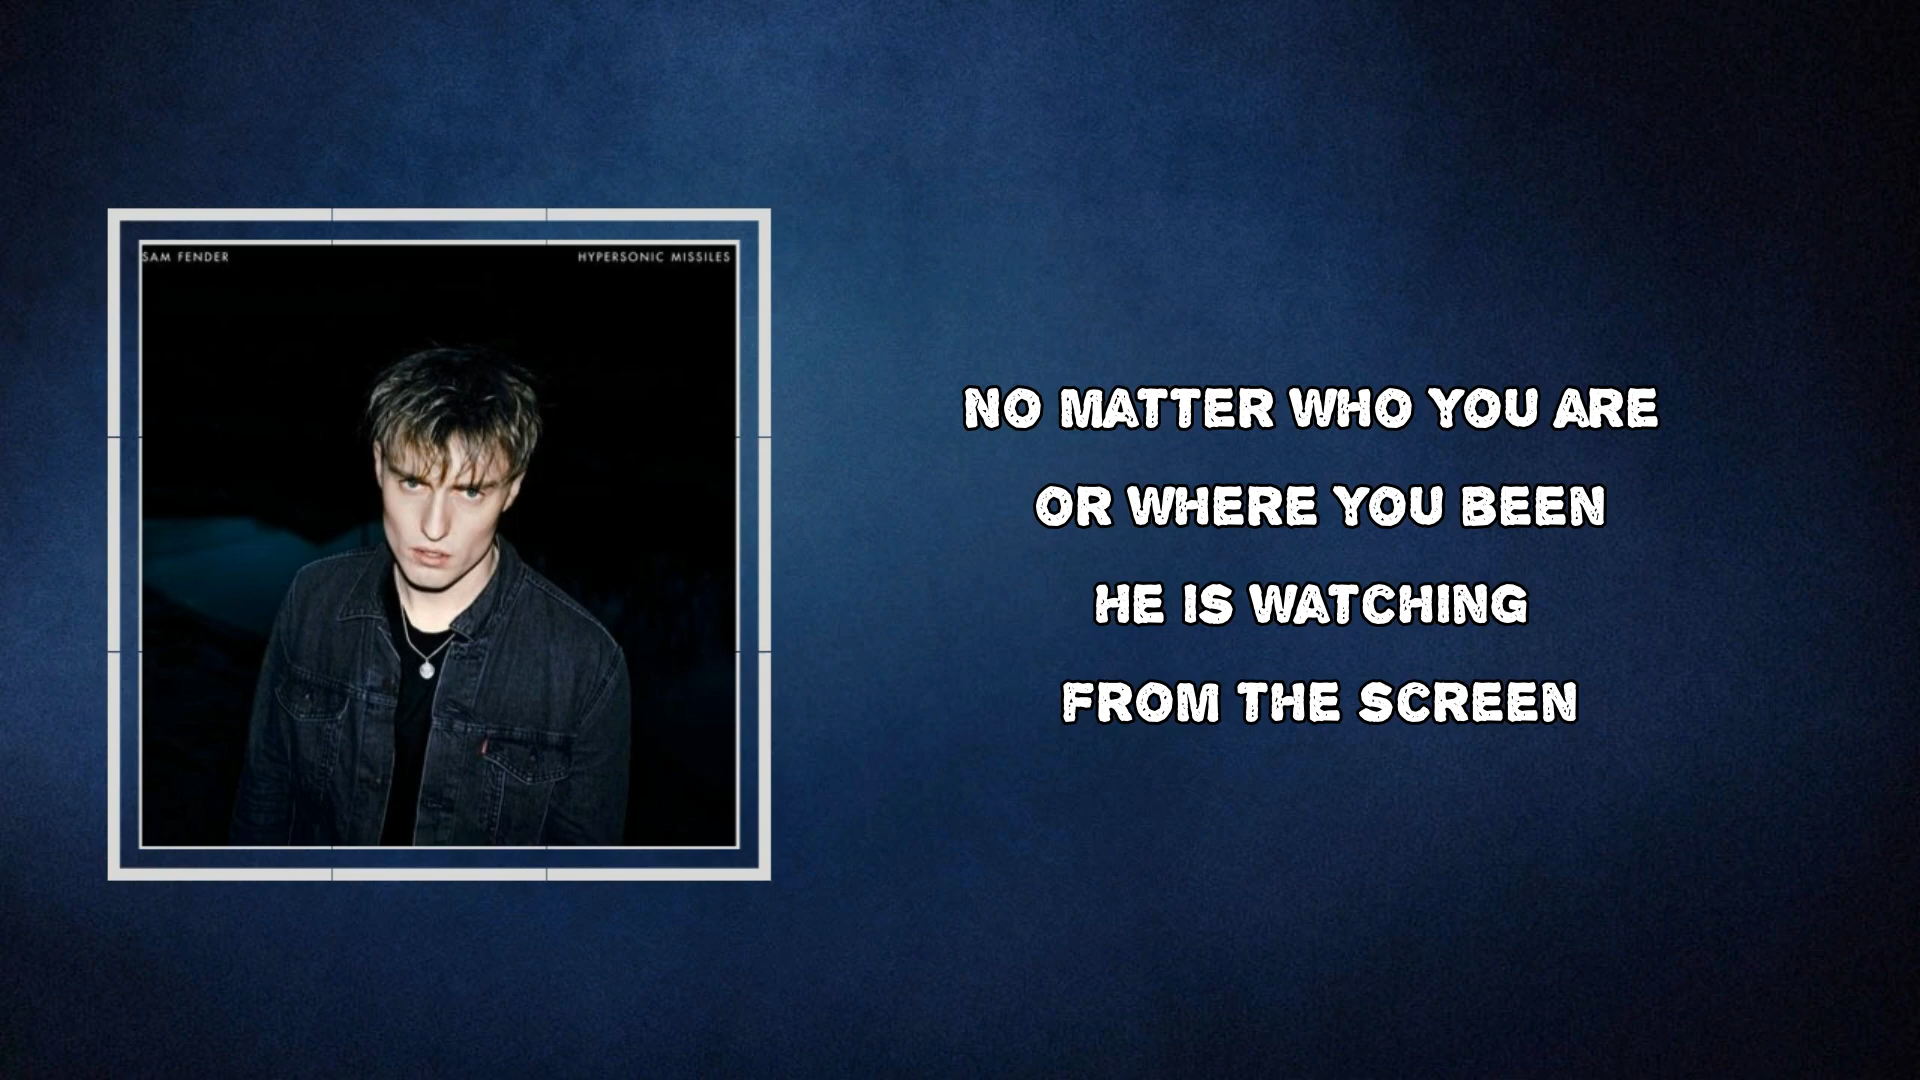 SAM FENDER
HYPERSONIC MISSILES
NO MATTER WHO YOU ARE
OR WHERE YOU BEEN
HE IS WATCHING
FROM THE SCREEN